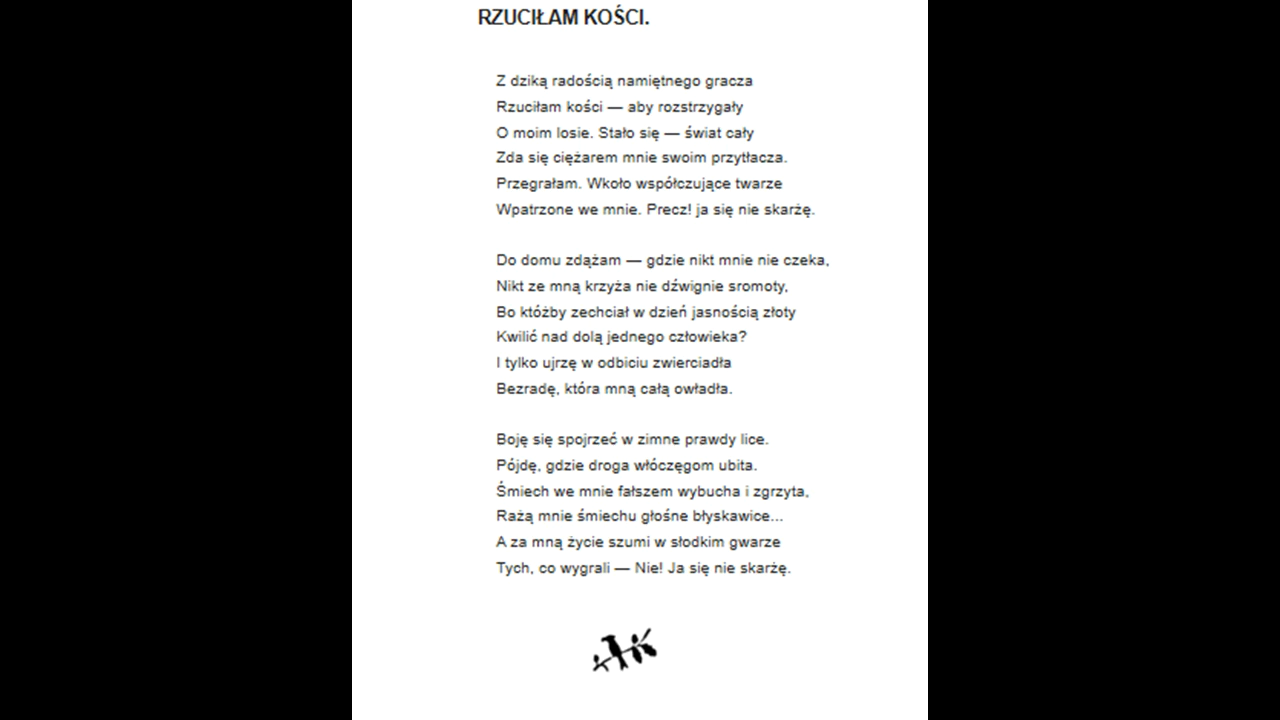 RZUCIŁAM KOŚCI.
Z dziką radością namiętnego gracza
Rzuciłam kości — aby rozstrzygały
O moim losie. Stało się — świat cały
Zda się ciężarem mnie swoim przytłacza.
Przegrałam. Wkoło współczujące twarze
Wpatrzone we mnie. Precz! ja się nie skarżę.
Do domu zdążam — gdzie nikt mnie nie czeka,
Nikt ze mną krzyża nie dźwignie sromoty,
Bo któżby zechciał w dzień jasnością złoty
Kwilić nad dolą jednego człowieka?
I tylko ujrzę w odbiciu zwierciadła
Bezradę, która mną całą owładła.
Boję się spojrzeć w zimne prawdy lice.
Pójdę, gdzie droga włóczęgom ubita.
Śmiech we mnie fałszem wybucha i zgrzyta,
Rażą mnie śmiechu głośne błyskawice...
A za mną życie szumi w słodkim gwarze
Tych, co wygrali — Nie! Ja się nie skarżę.